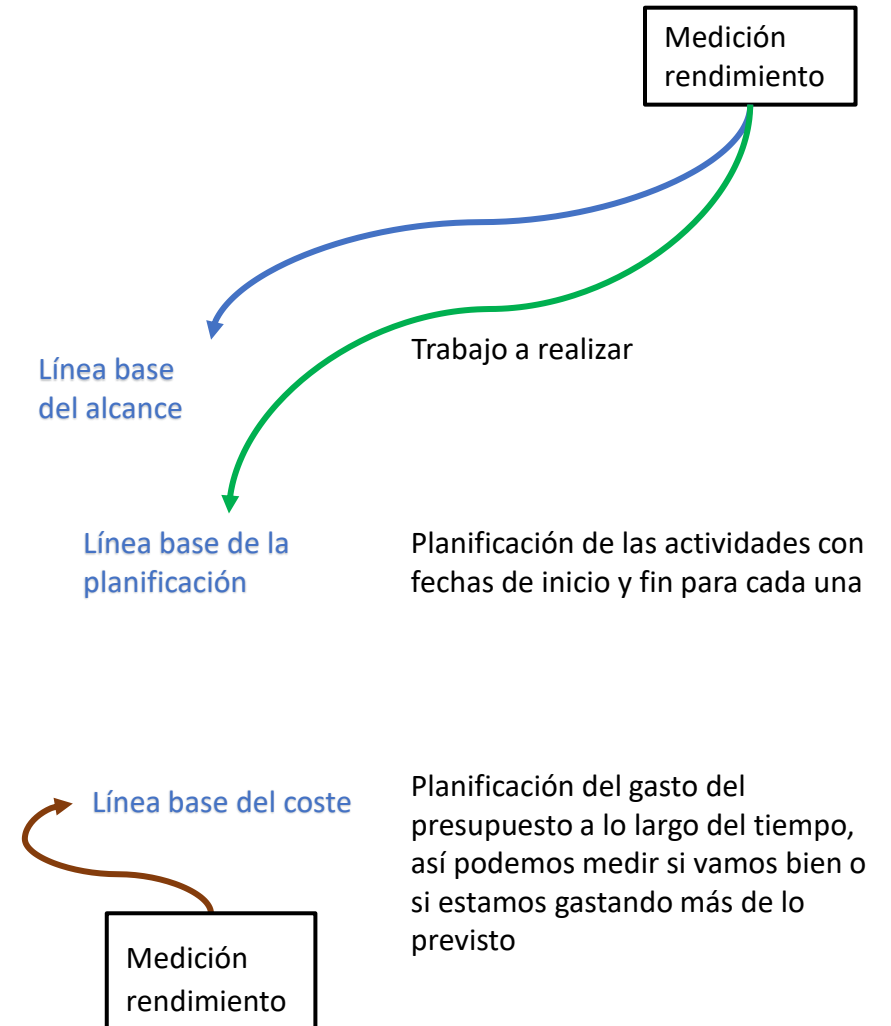 Medición
rendimiento
Trabajo a realizar
Línea base
del alcance
Línea base de la
planificación
Planificación de las actividades con
fechas de inicio y fin para cada una
Línea base del coste
Planificación del gasto del
presupuesto a lo largo del tiempo,
así podemos medir si vamos bien o
si estamos gastando más de lo
previsto
Medición
rendimiento